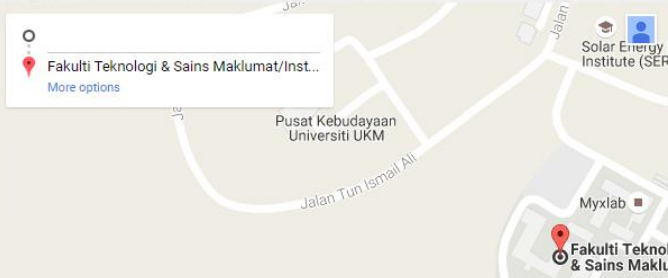 Fakulti Teknologi & Sains Maklumat/Inst...
More options
Jalan
Solar Energy
Institute (SER
Pusat Kebudayaan
Universiti UKM
Jalan Tun Ismail Ali
Myxlab
Fakulti Teknol
& Sains Maklu